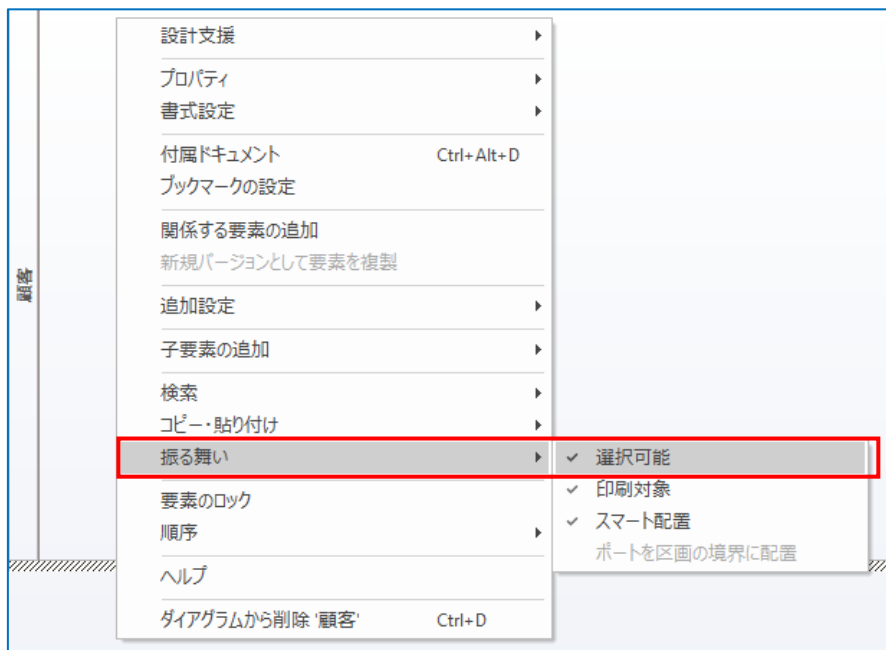 設計支援
プロパティ
書式設定
付属ドキュメント Ctrl+Alt+D
ブックマークの設定
関係する要素の追加
新規バージョンとして要素を複製
追加設定
子要素の追加
検索
コピー・貼り付け
振る舞い
要素のロック
順序
ヘルプ
ダイアグラムから削除 '顧客' Ctrl+D
選択可能
印刷対象
スマート配置
ポートを区画の境界に配置
顧客